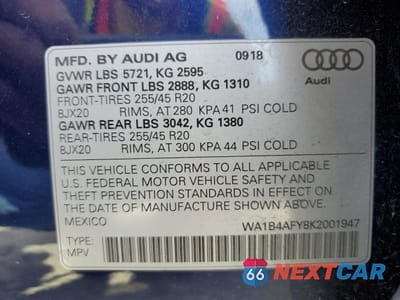 MFD. BY AUDI AG 09 18
GVWR LBS 5721, KG 2595
GAWR FRONT LBS 2888, KG 1310
FRONT-TIRES 255/45 R20
8JX20 RIMS, AT 280 KPA 41 PSI COLD
GAWR REAR LBS 3042, KG 1380
REAR-TIRES 255/45 R20
8JX20 RIMS, AT 300 KPA 44 PSI COLD
Audi
THIS VEHICLE CONFORMS TO ALL APPLICABLE
U.S. FEDERAL MOTOR VEHICLE SAFETY AND
THEFT PREVENTION STANDARDS IN EFFECT ON
THE DATE OF MANUFACTURE SHOWN ABOVE.
MEXICO WA1B4AFY8K2001947
TYPE:
MPV
66 NEXTCAR